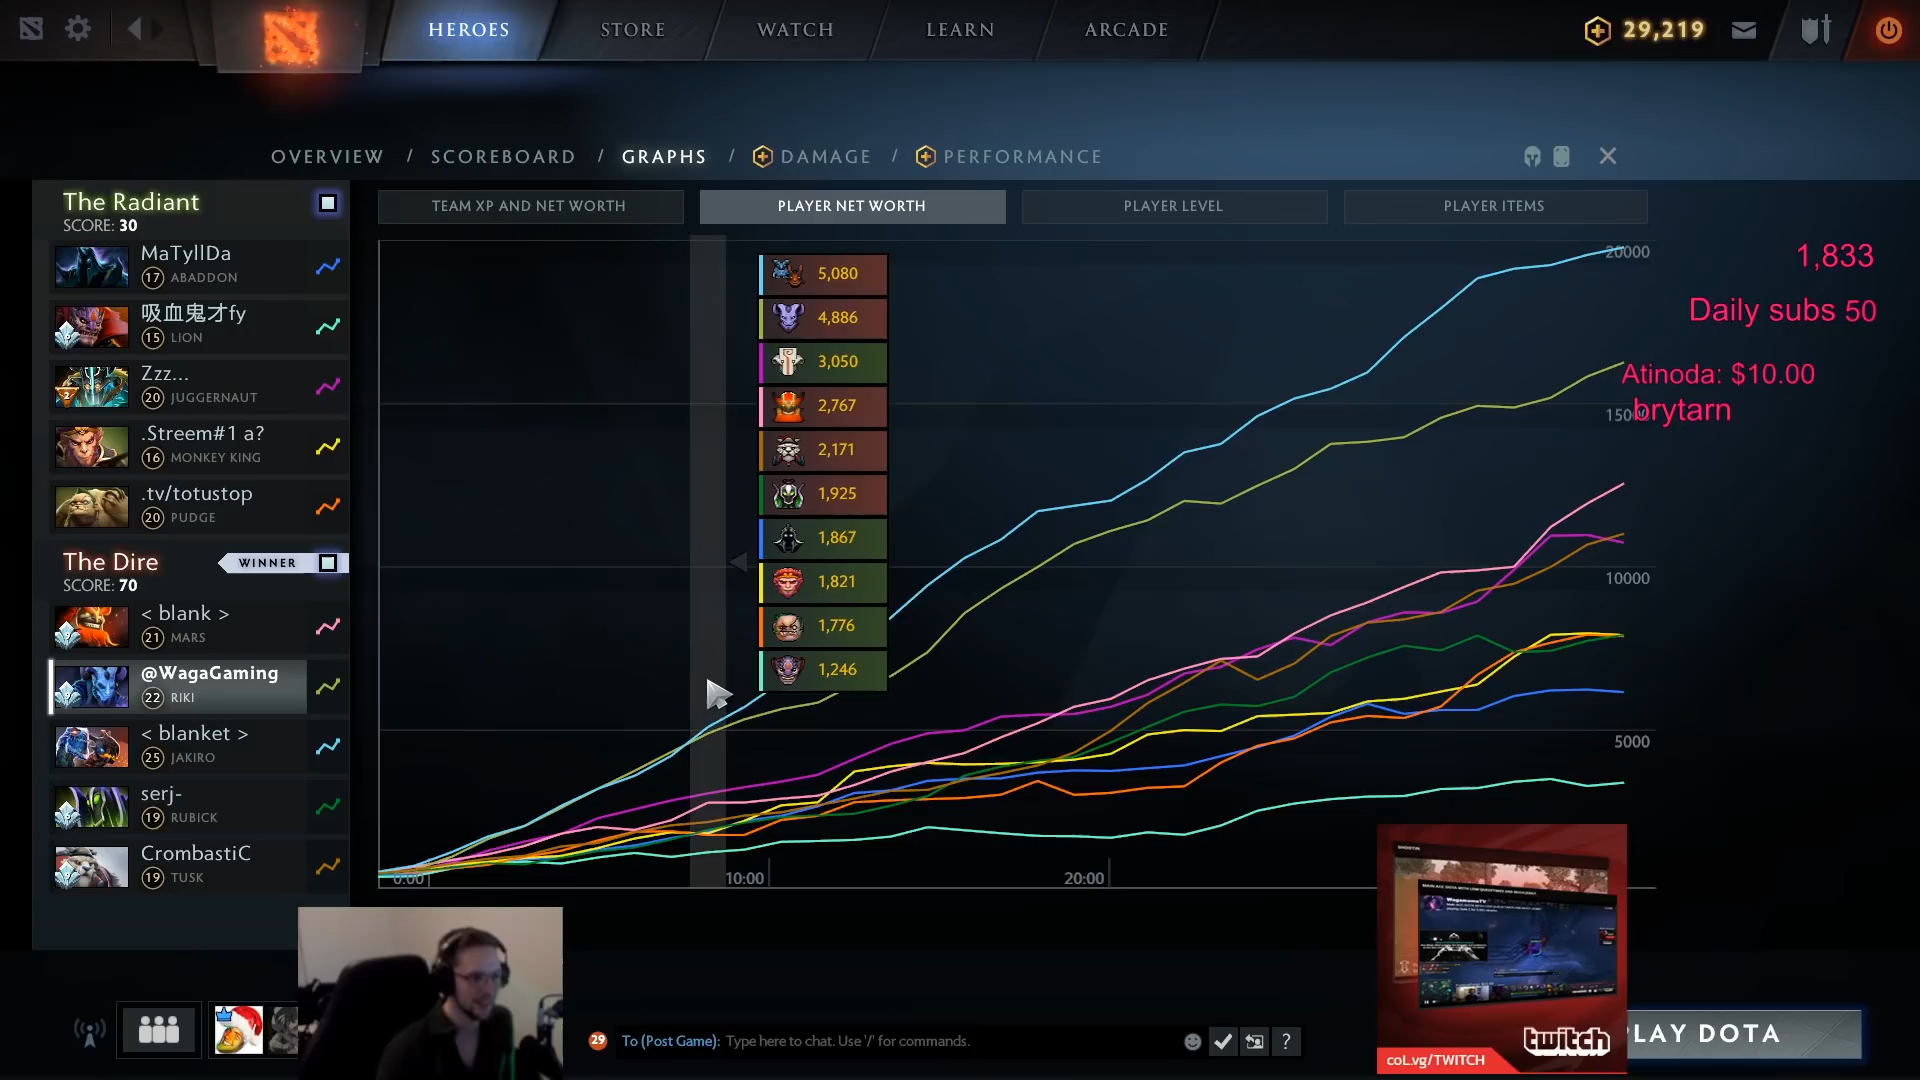 HEROES
STORE
WATCH
LEARN
ARCADE
29,219
OVERVIEW / SCOREBOARD / GRAPHS / DAMAGE / PERFORMANCE
The Radiant
SCORE: 30
MaTyllDa
17 ABADDON
吸血鬼才fy
15 LION
Zzz...
20 JUGGERNAUT
.Streem#1 a?
16 MONKEY KING
.tv/totustop
20 PUDGE
The Dire
WINNER
SCORE: 70
< blank >
21 MARS
@WagaGaming
22 RIKI
< blanket >
25 JAKIRO
serj-
19 RUBICK
CrombastiC
19 TUSK
TEAM XP AND NET WORTH
PLAYER NET WORTH
PLAYER LEVEL
PLAYER ITEMS
5,080
4,886
3,050
2,767
2,171
1,925
1,867
1,821
1,776
1,246
20000
15000
10000
5000
0:00
10:00
20:00
1,833
Daily subs 50
Atinoda: $10.00
brytarn
29
To (Post Game): Type here to chat. Use '/' for commands.
?
twitch
coL.vg/TWITCH
LAY DOTA